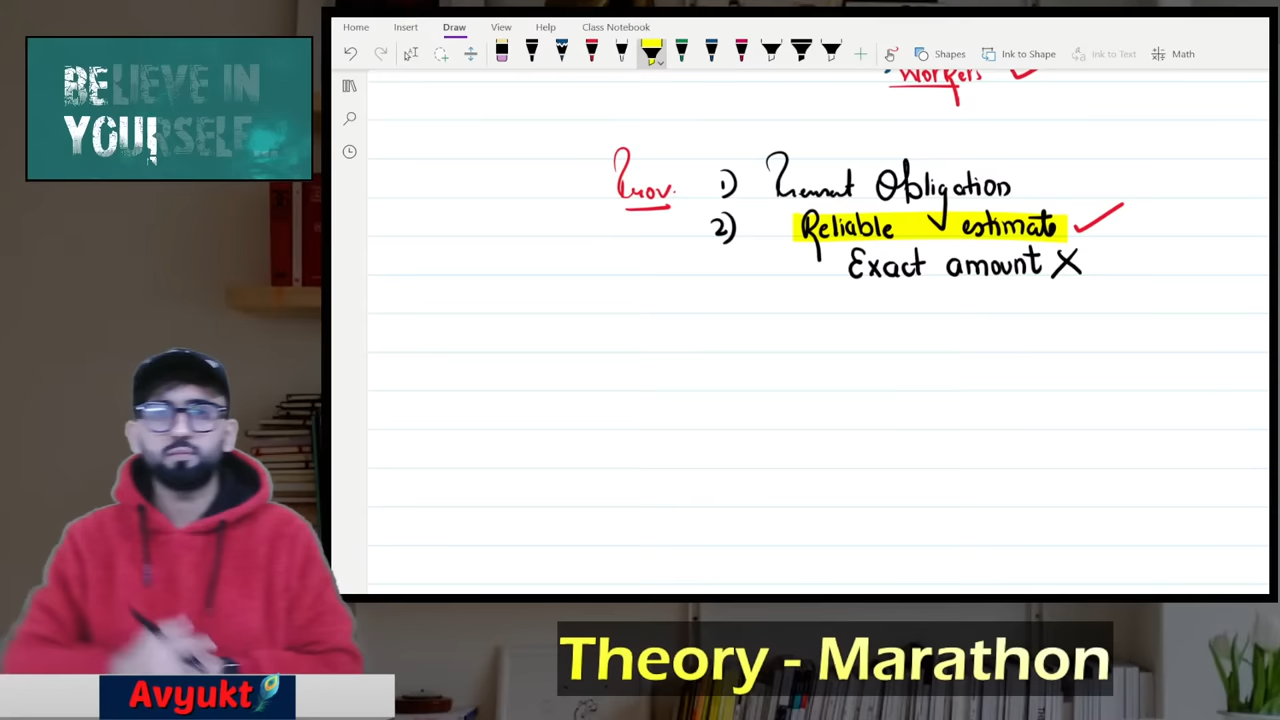 Home Insert Draw View Help Class Notebook
Shapes Ink to Shape Ink to Text Math
BELIEVE IN
YOURSELF...
Workers
Prov. 1) Present Obligation
2) Reliable estimate
Exact amount X
Theory - Marathon
Avyukt